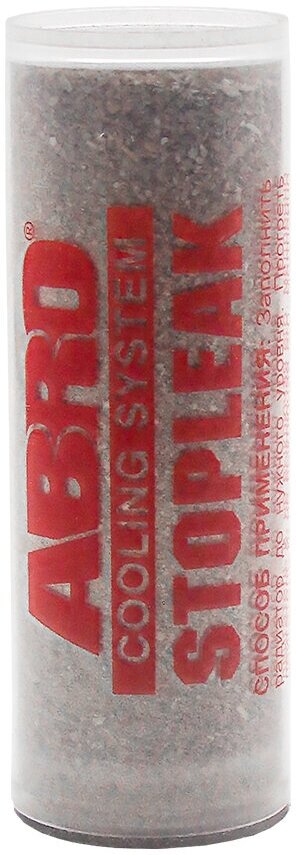 ABRO®
COOLING SYSTEM
STOPLEAK
СПОСОБ ПРИМЕНЕНИЯ: Заполнить
радиатор до нужного уровня. Прогреть